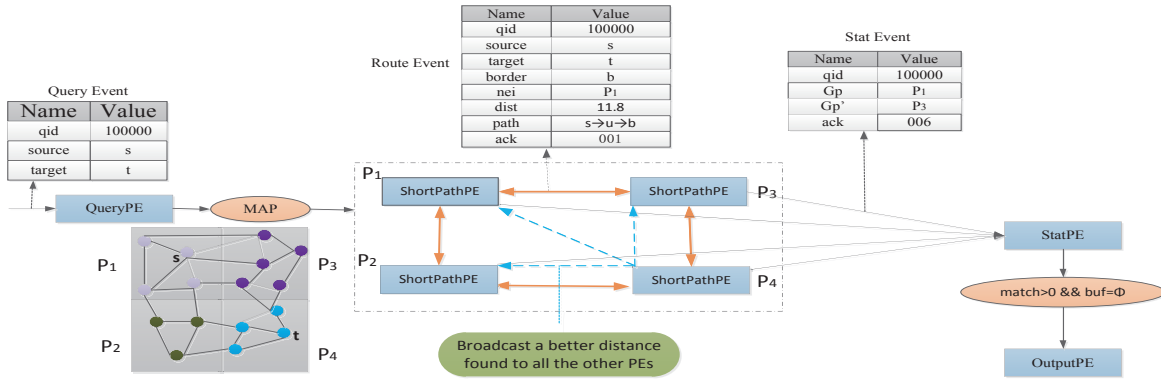 Query Event
Name Value
qid 100000
source s
target t
Route Event
Name Value
qid 100000
source s
target t
border b
nei P1
dist 11.8
path s→u→b
ack 001
Stat Event
Name Value
qid 100000
Gp P1
Gp' P3
ack 006
QueryPE
MAP
P1
ShortPathPE
ShortPathPE
P3
P2
ShortPathPE
ShortPathPE
P4
StatPE
match>0 && buf=Φ
OutputPE
P1
s
P3
P2
t
P4
Broadcast a better distance
found to all the other PEs